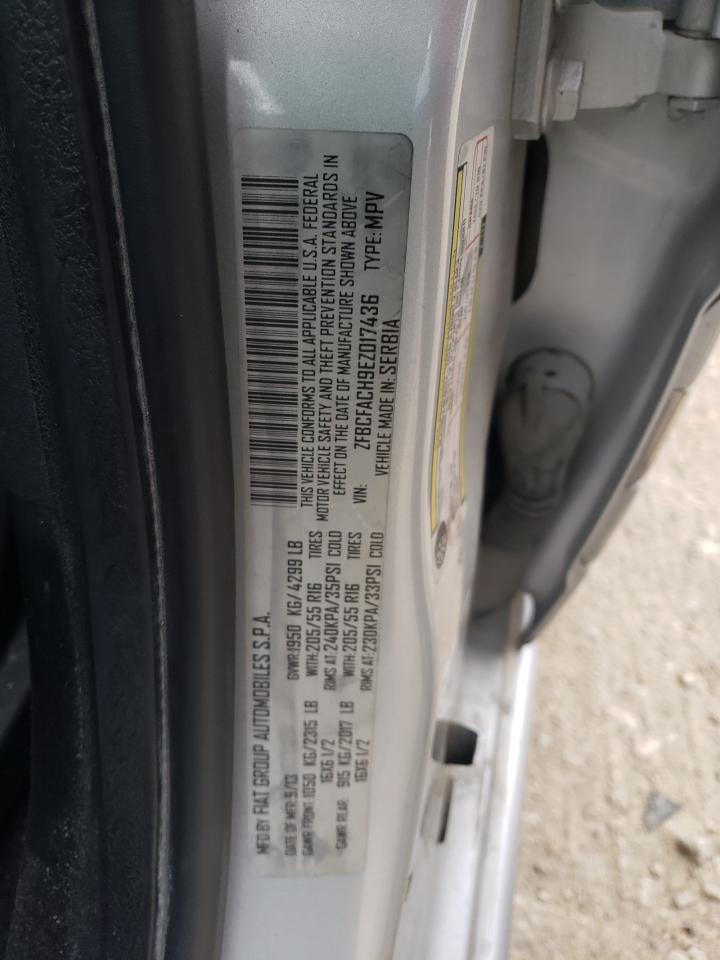 MFD BY FIAT GROUP AUTOMOBILES S.P.A.
DATE OF MFR: 9/13 GVWR: 1950 KG/ 4299 LB
GAWR FRONT: 1050 KG/2315 LB WITH: 205/55 R16 TIRES
16X6 1/2 RIMS AT: 240KPA/35PSI COLD
GAWR REAR: 915 KG/2017 LB WITH: 205/55 R16 TIRES
16X6 1/2 RIMS AT: 230KPA/33PSI COLD
THIS VEHICLE CONFORMS TO ALL APPLICABLE U.S.A. FEDERAL
MOTOR VEHICLE SAFETY AND THEFT PREVENTION STANDARDS IN
EFFECT ON THE DATE OF MANUFACTURE SHOWN ABOVE
VIN: ZFBCFACH9EZ017436 TYPE: MPV
VEHICLE MADE IN: SERBIA